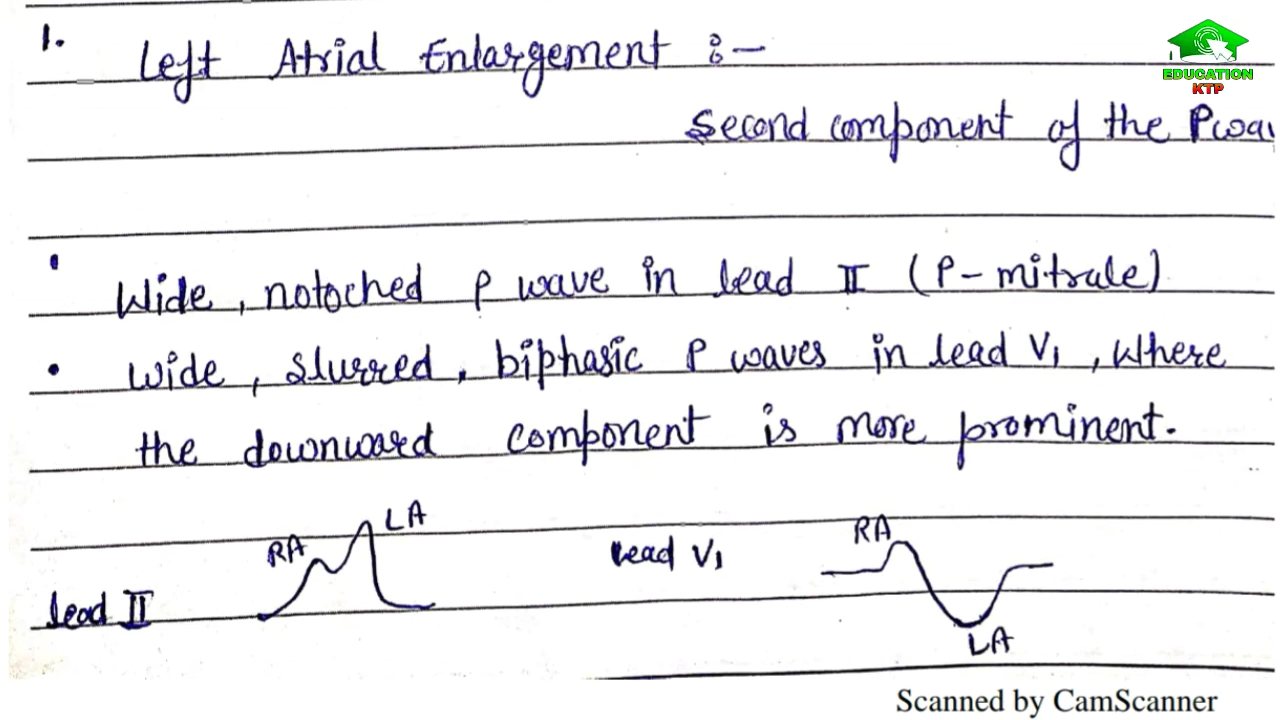 1. Left Atrial Enlargement :-
EDUCATION
KTP
Second component of the Pwav
• Wide, notoched P wave in lead II (P-mitrale)
• Wide, slurred, biphasic P waves in lead V1, Where
the downward component is more prominent.
RA LA
Lead II
Lead V1
RA
LA
Scanned by CamScanner